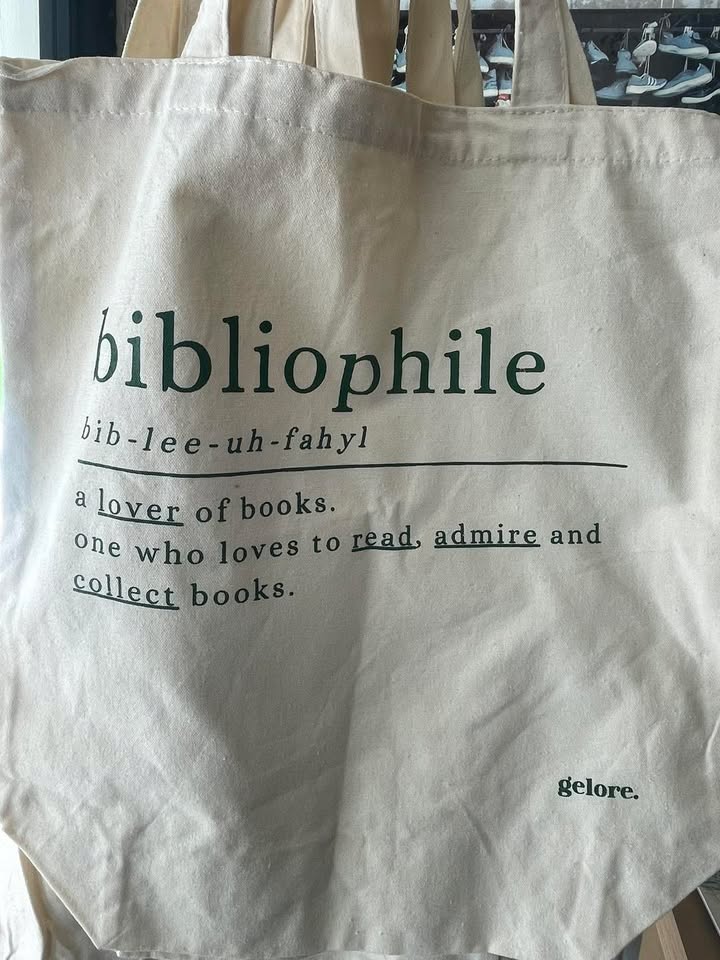 bibliophile
bib-lee-uh-fahyl
a lover of books.
one who loves to read, admire and
collect books.
gelore.